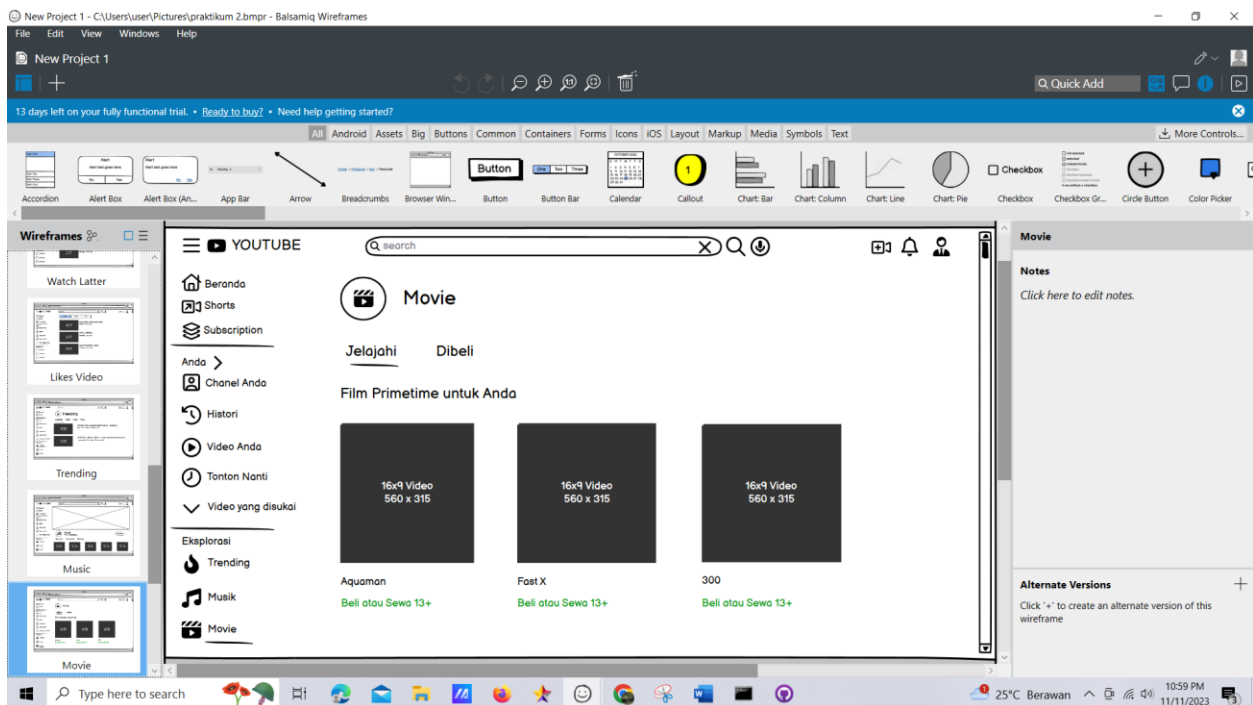 New Project 1 - C:\Users\user\Pictures\praktikum 2.bmpr - Balsamiq Wireframes
File Edit View Windows Help
New Project 1
Quick Add
13 days left on your fully functional trial. • Ready to buy? • Need help getting started?
All Android Assets Big Buttons Common Containers Forms Icons iOS Layout Markup Media Symbols Text
More Controls...
Button
1
Checkbox
Accordion Alert Box Alert Box (An... App Bar Arrow Breadcrumbs Browser Win... Button Button Bar Calendar Callout Chart: Bar Chart: Column Chart: Line Chart: Pie Checkbox Checkbox Gr... Circle Button Color Picker
Wireframes
Watch Latter
Likes Video
Trending
Music
Movie
YOUTUBE
search
Beranda
Shorts
Subscription
Anda
Chanel Anda
Histori
Video Anda
Tonton Nanti
Video yang disukai
Eksplorasi
Trending
Musik
Movie
Movie
Jelajahi Dibeli
Film Primetime untuk Anda
16x9 Video
560 x 315
16x9 Video
560 x 315
16x9 Video
560 x 315
Aquaman
Beli atau Sewa 13+
Fast X
Beli atau Sewa 13+
300
Beli atau Sewa 13+
Movie
Notes
Click here to edit notes.
Alternate Versions
Click '+' to create an alternate version of this
wireframe
Type here to search
25°C Berawan
10:59 PM
11/11/2023
3